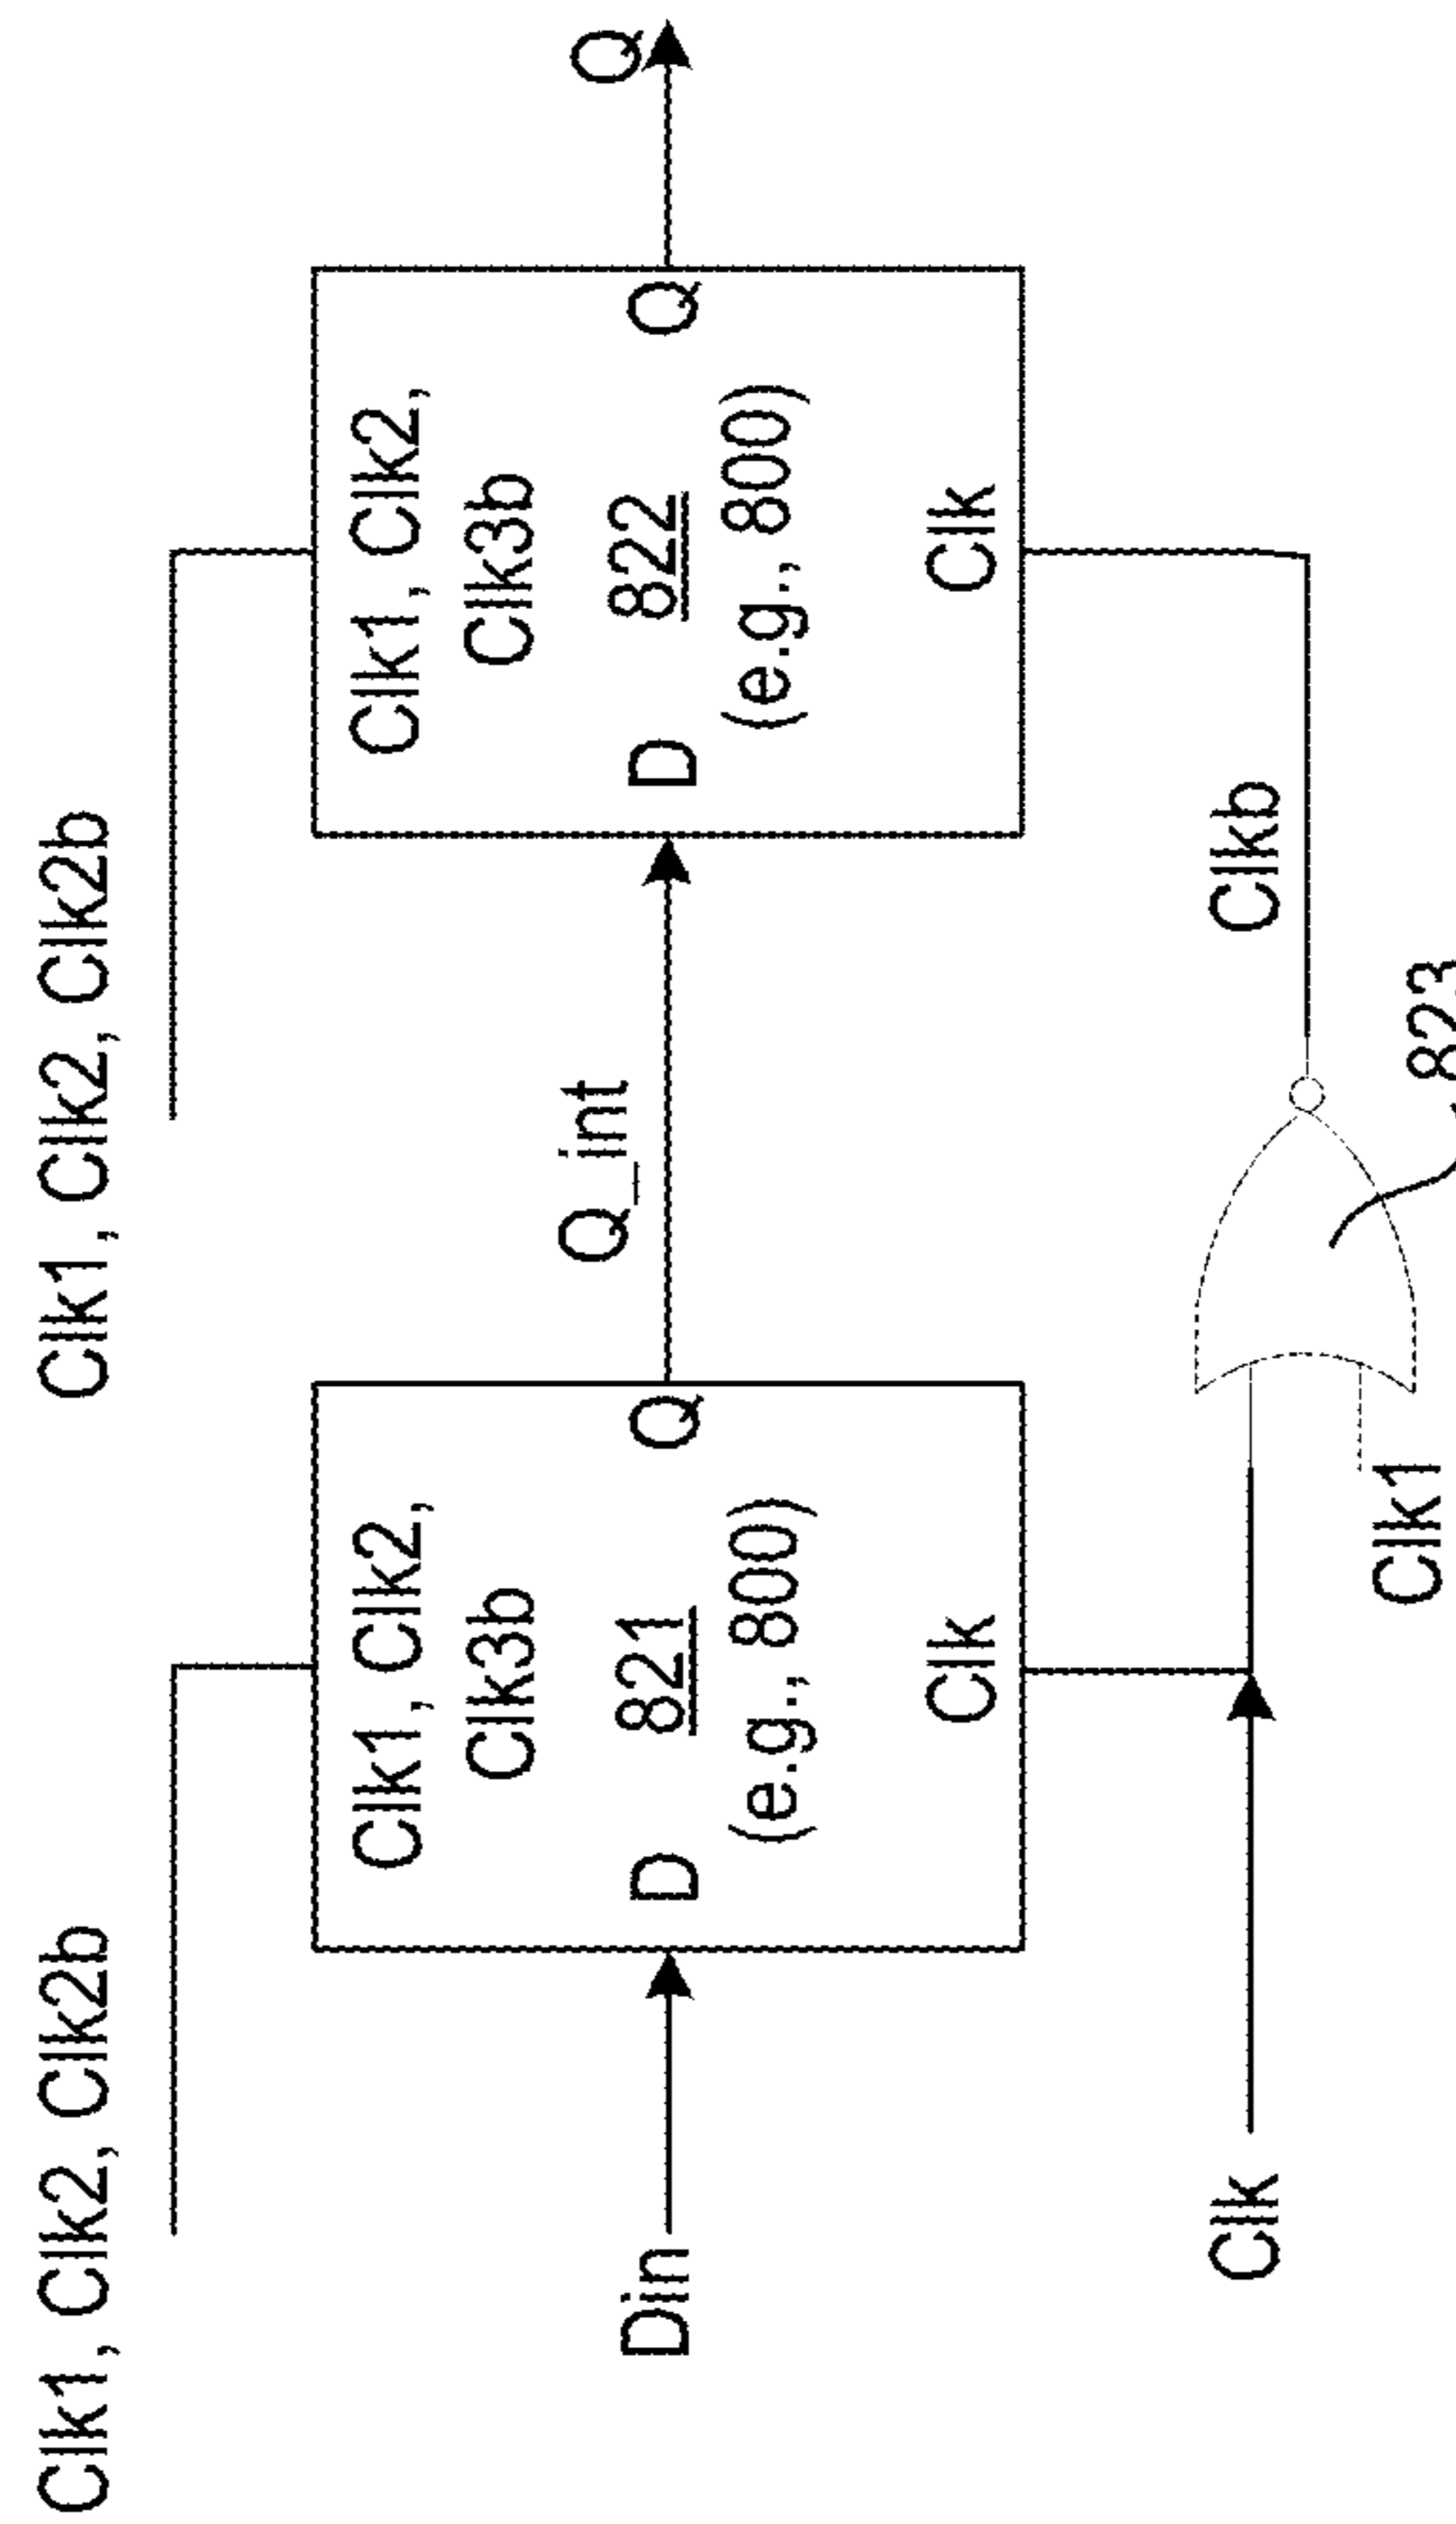 Clk1, Clk2, Clk2b
Clk1, Clk2, Clk2b
Clk1, Clk2,
Clk3b
D
821
Q
(e.g., 800)
Clk
Clk1, Clk2,
Clk3b
D
822
Q
(e.g., 800)
Clk
Din
Q_int
Q
Clk
Clkb
Clk1
823